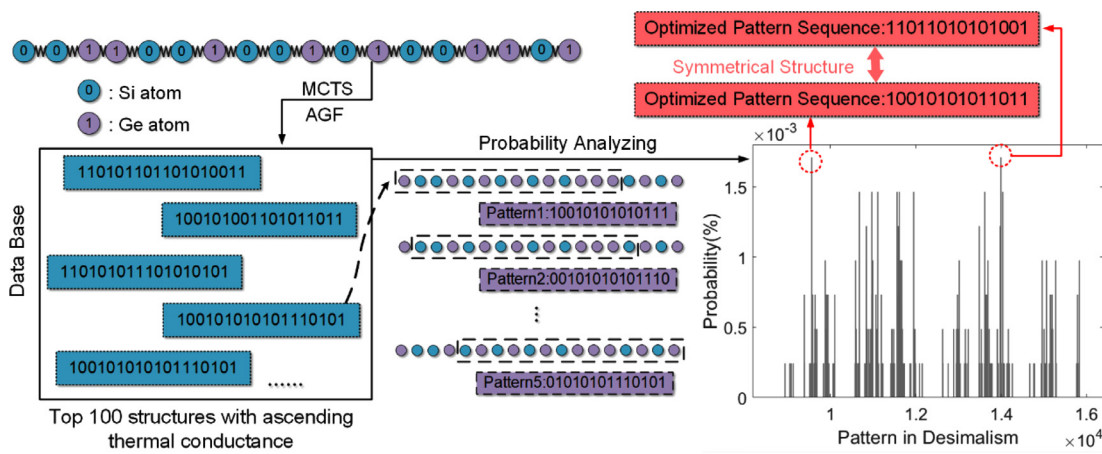 0 0 1 1 0 0 1 0 0 1 0 1 0 0 1 1 0 1
0 : Si atom
1 : Ge atom
MCTS
AGF
Optimized Pattern Sequence:11011010101001
Symmetrical Structure
Optimized Pattern Sequence:10010101011011
Data Base
110101101101010011
100101001101011011
110101011101010101
100101010101110101
100101010101110101
......
Top 100 structures with ascending
thermal conductance
Probability Analyzing
Pattern1:10010101010111
Pattern2:00101010101110
...
Pattern5:01010101110101
×10⁻³
Probability(%)
1.5
1
0.5
0
1
1.2
1.4
1.6
×10⁴
Pattern in Desimalism